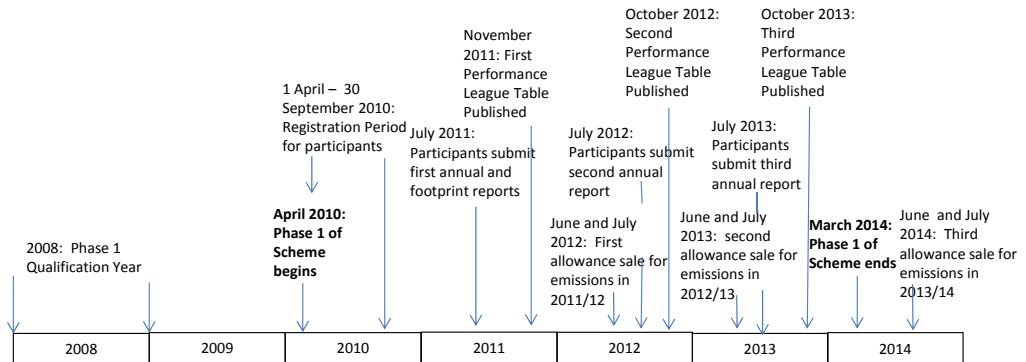 2008:  Phase 1
Qualification Year
1 April – 30
September 2010:
Registration Period
for participants
April 2010:
Phase 1 of
Scheme
begins
July 2011:
Participants submit
first annual and
footprint reports
November
2011: First
Performance
League Table
Published
July 2012:
Participants submit
second annual
report
June and July
2012:  First
allowance sale for
emissions in
2011/12
October 2012:
Second
Performance
League Table
Published
July 2013:
Participants
submit third
annual report
June and July
2013: second
allowance sale for
emissions in
2012/13
October 2013:
Third
Performance
League Table
Published
March 2014:
Phase 1 of
Scheme ends
June  and July
2014:  Third
allowance sale for
emissions in
2013/14
2008
2009
2010
2011
2012
2013
2014